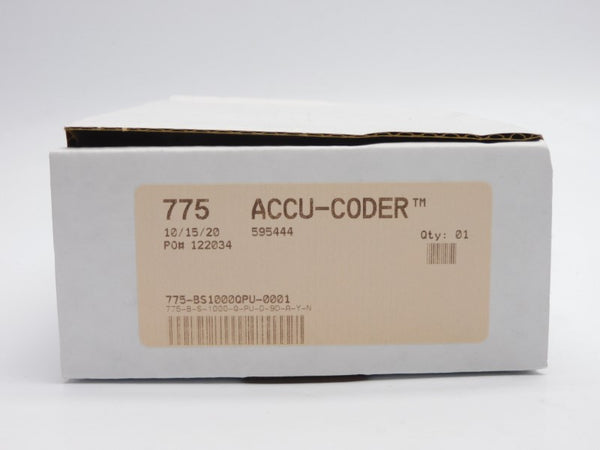 775 ACCU-CODER™
10/15/20 595444 Qty: 01
PO# 122034
775-BS1000QPU-0001
775-B-S-1000-Q-PU-0-9D-A-Y-N